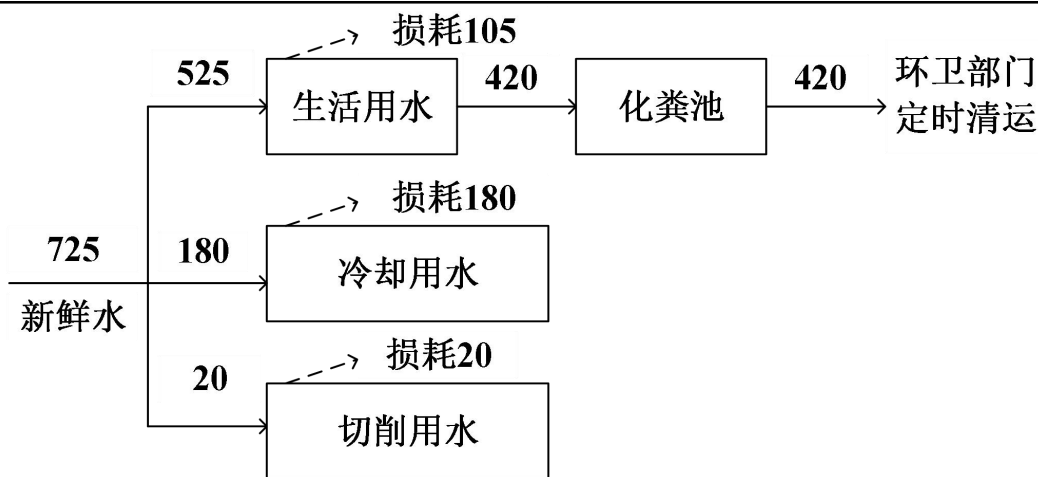 损耗105
525
生活用水
420
化粪池
420
环卫部门
定时清运
损耗180
725
180
冷却用水
新鲜水
损耗20
20
切削用水